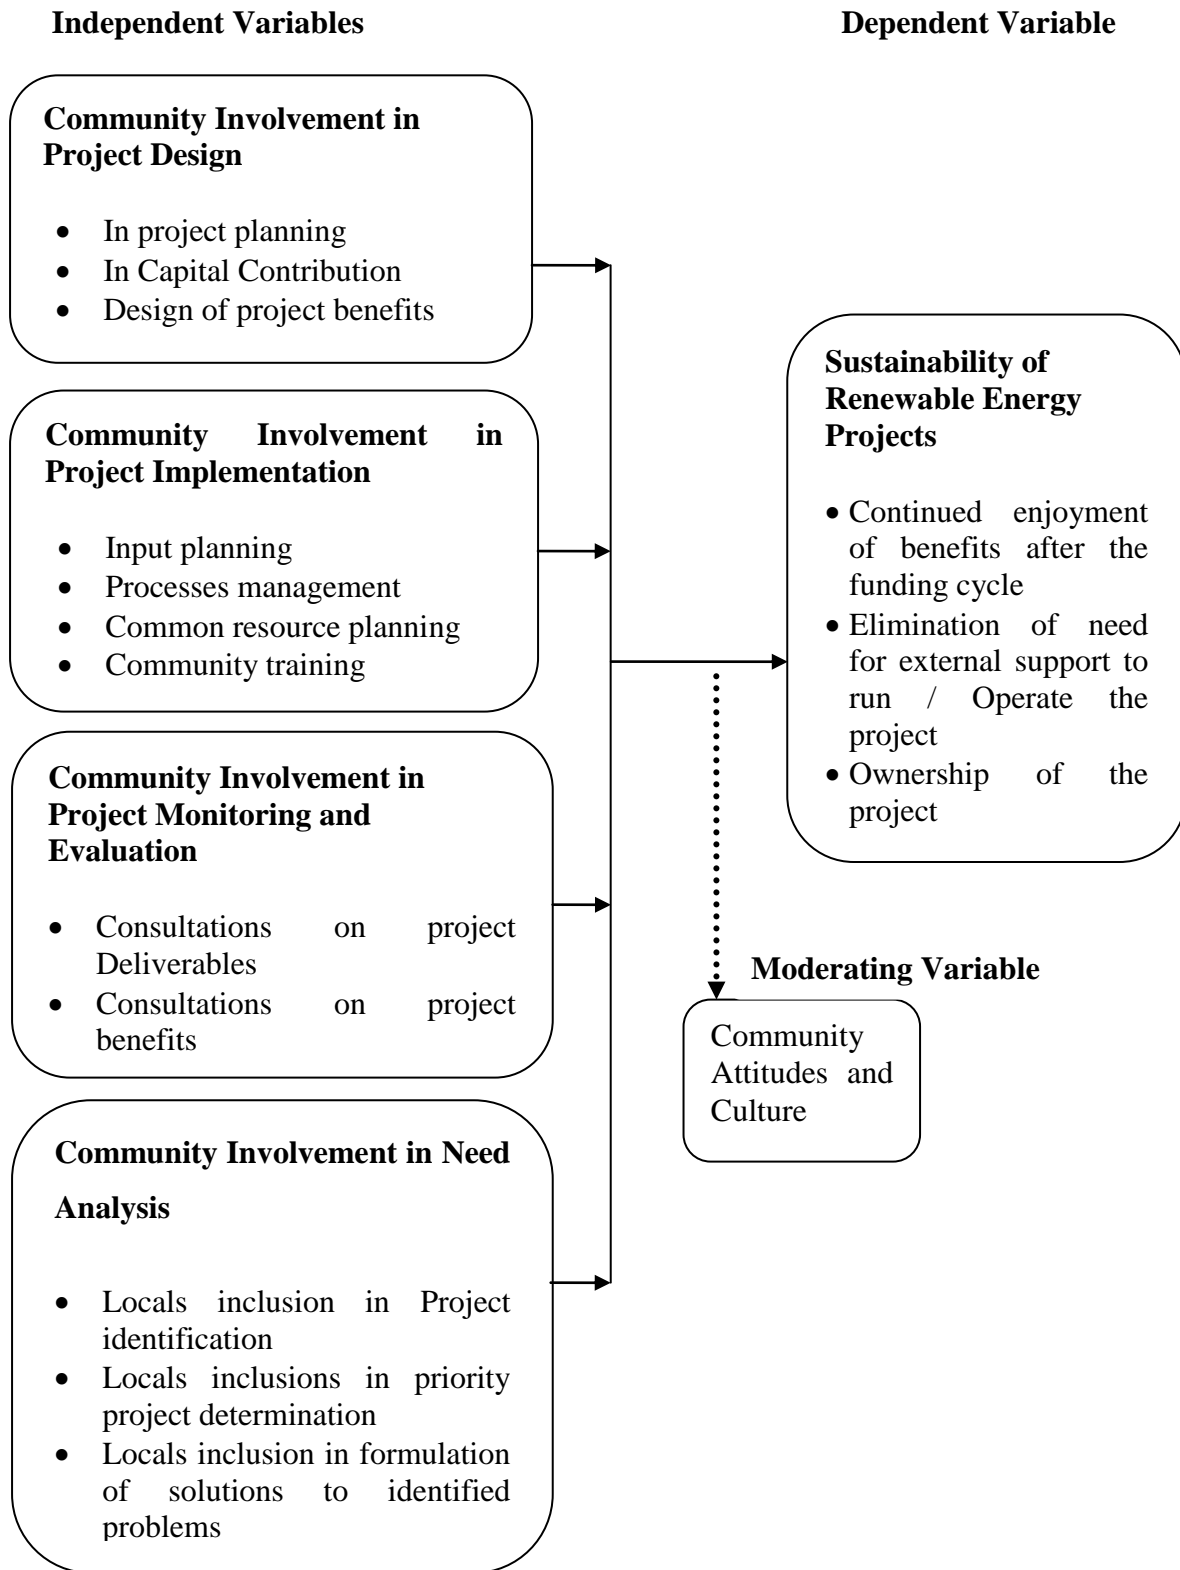 Independent Variables
Dependent Variable
Community Involvement in
Project Design
• In project planning
• In Capital Contribution
• Design of project benefits
Community Involvement in
Project Implementation
• Input planning
• Processes management
• Common resource planning
• Community training
Community Involvement in
Project Monitoring and
Evaluation
• Consultations on project
Deliverables
• Consultations on project
benefits
Community Involvement in Need
Analysis
• Locals inclusion in Project
identification
• Locals inclusions in priority
project determination
• Locals inclusion in formulation
of solutions to identified
problems
Sustainability of
Renewable Energy
Projects
• Continued enjoyment
of benefits after the
funding cycle
• Elimination of need
for external support to
run / Operate the
project
• Ownership of the
project
Moderating Variable
Community
Attitudes and
Culture